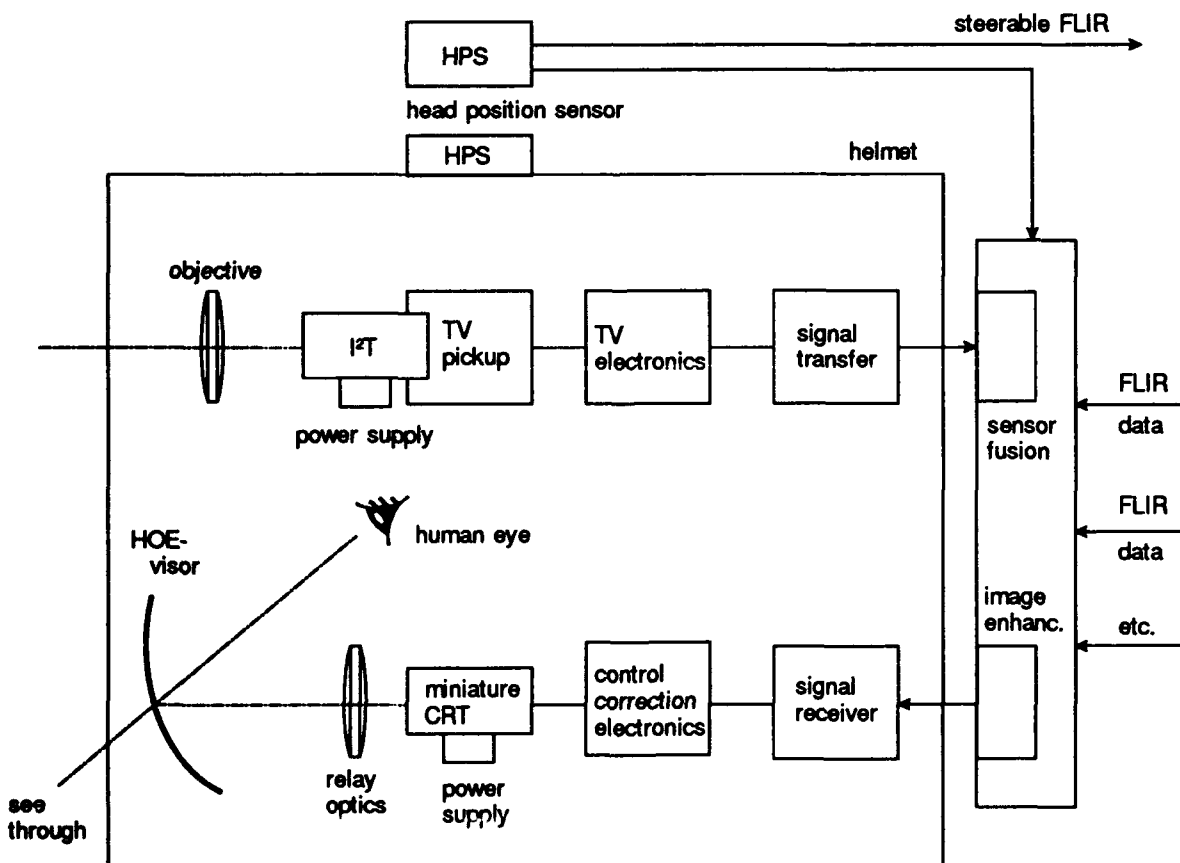 steerable FLIR
HPS
head position sensor
HPS
helmet
objective
I²T
TV
pickup
TV
electronics
signal
transfer
power supply
sensor
fusion
FLIR
data
FLIR
data
etc.
human eye
HOE-
visor
image
enhanc.
miniature
CRT
control
correction
electronics
signal
receiver
relay
optics
power
supply
see
through